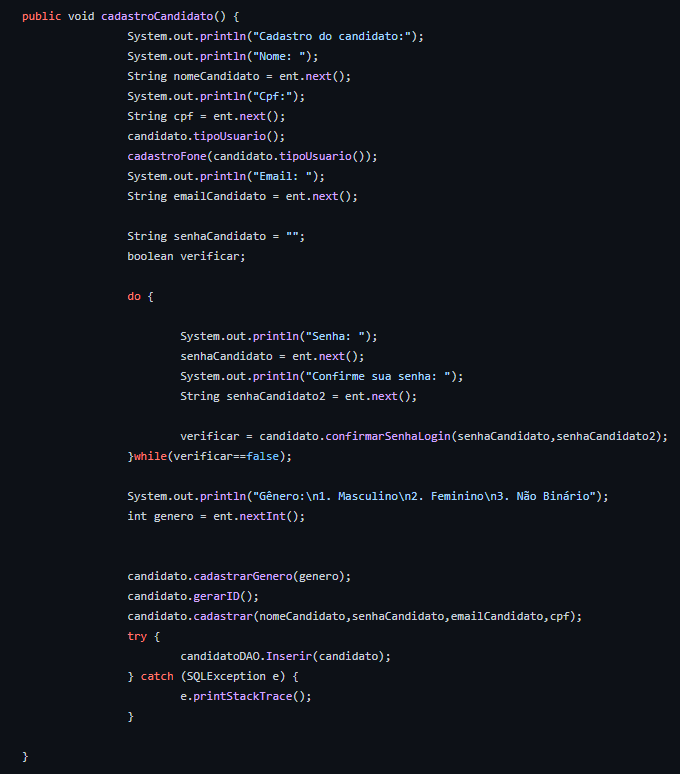 public void cadastroCandidato() {
System.out.println("Cadastro do candidato:");
System.out.println("Nome: ");
String nomeCandidato = ent.next();
System.out.println("Cpf:");
String cpf = ent.next();
candidato.tipoUsuario();
cadastroFone(candidato.tipoUsuario());
System.out.println("Email: ");
String emailCandidato = ent.next();
String senhaCandidato = "";
boolean verificar;
do {
System.out.println("Senha: ");
senhaCandidato = ent.next();
System.out.println("Confirme sua senha: ");
String senhaCandidato2 = ent.next();
verificar = candidato.confirmarSenhaLogin(senhaCandidato,senhaCandidato2);
}while(verificar==false);
System.out.println("Gênero:\n1. Masculino\n2. Feminino\n3. Não Binário");
int genero = ent.nextInt();
candidato.cadastrarGenero(genero);
candidato.gerarID();
candidato.cadastrar(nomeCandidato,senhaCandidato,emailCandidato,cpf);
try {
candidatoDAO.Inserir(candidato);
} catch (SQLException e) {
e.printStackTrace();
}
}